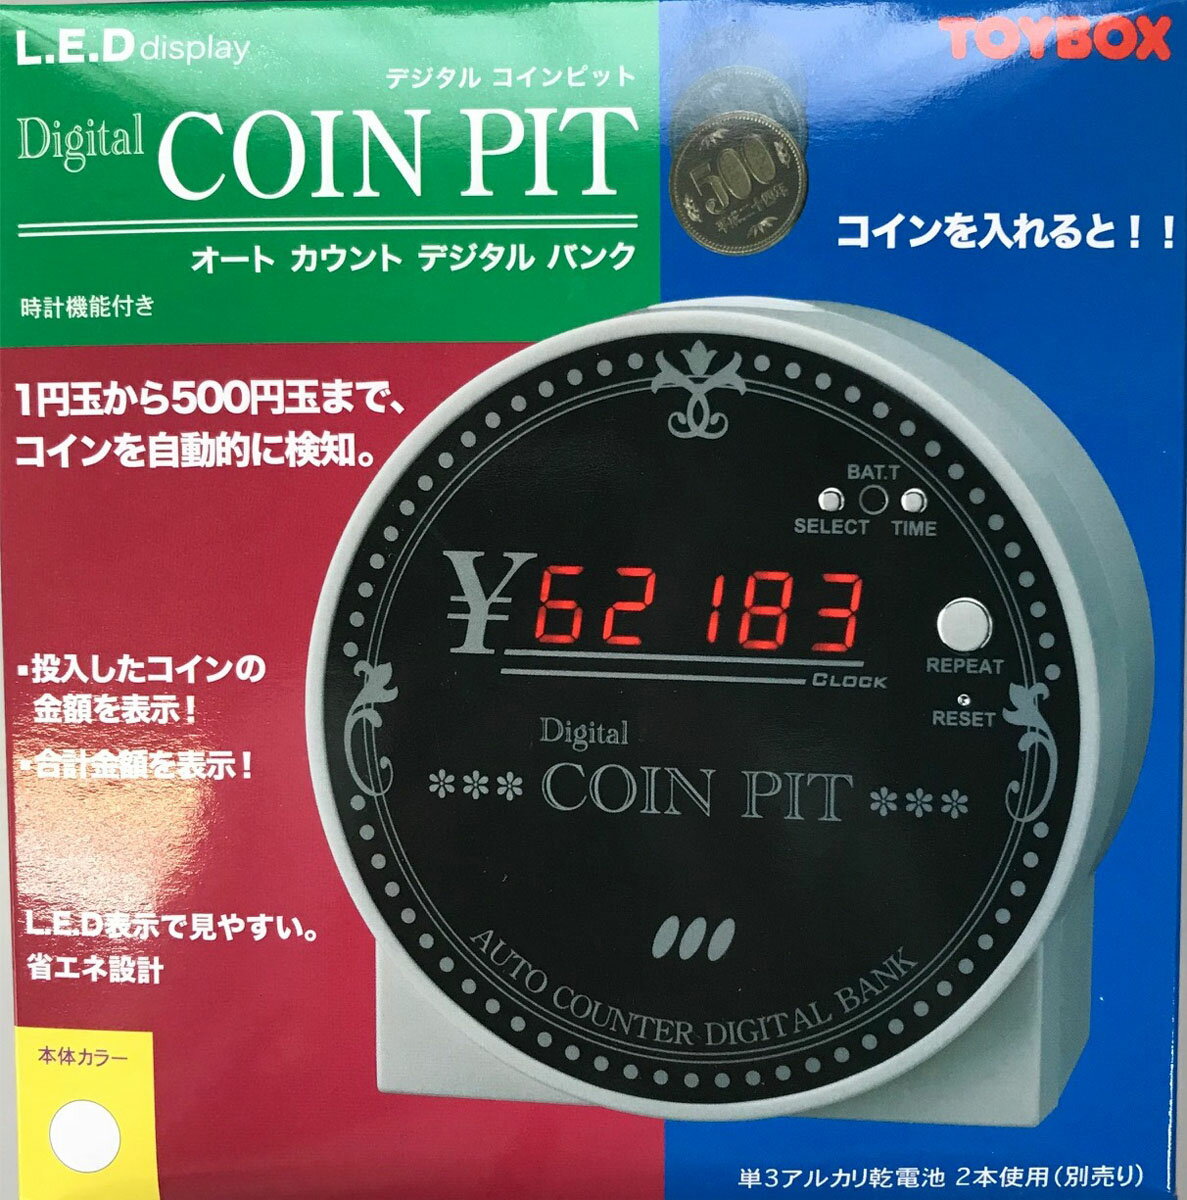 L.E.D display
TOYBOX
デジタル コインピット
Digital COIN PIT
オート カウント デジタル バンク
時計機能付き
500
コインを入れると！！
1円玉から500円玉まで、
コインを自動的に検知。
BAT.T
SELECT TIME
¥62183
CLOCK
REPEAT
RESET
・投入したコインの
金額を表示！
・合計金額を表示！
Digital
*** COIN PIT ***
L.E.D表示で見やすい。
省エネ設計
AUTO COUNTER DIGITAL BANK
本体カラー
単3アルカリ乾電池 2本使用(別売り)